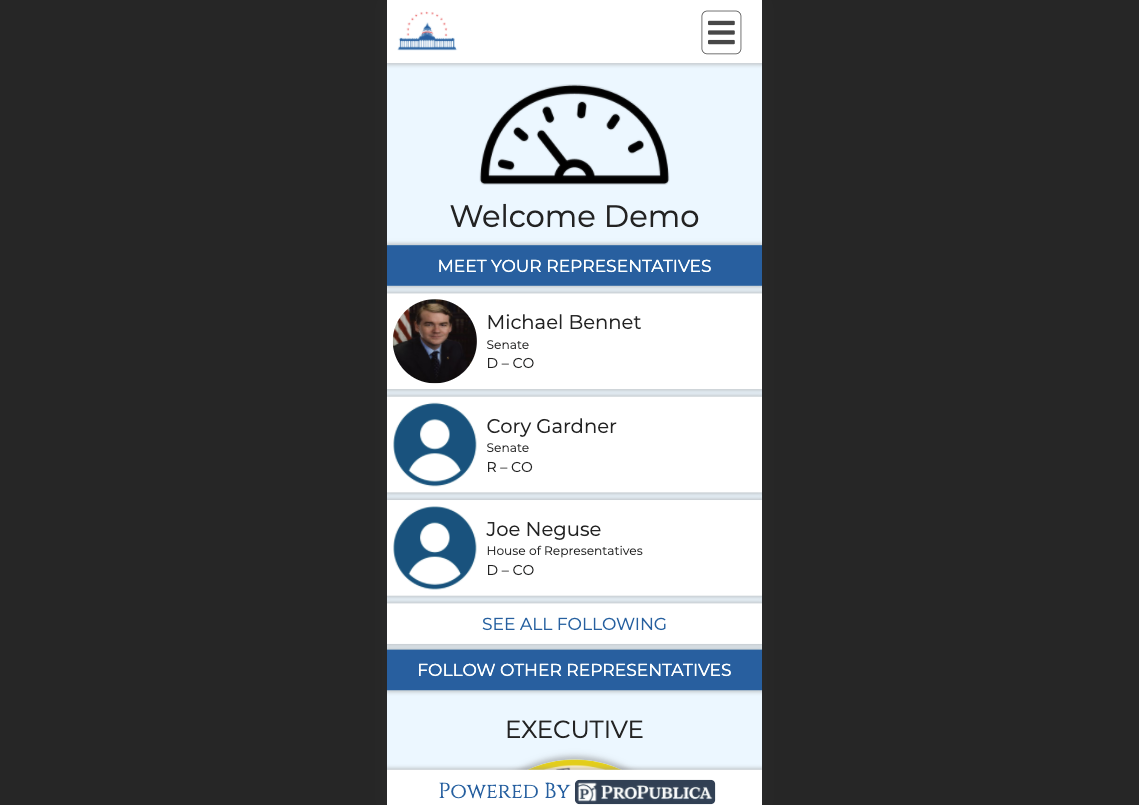 Welcome Demo
MEET YOUR REPRESENTATIVES
Michael Bennet
Senate
D – CO
Cory Gardner
Senate
R – CO
Joe Neguse
House of Representatives
D – CO
SEE ALL FOLLOWING
FOLLOW OTHER REPRESENTATIVES
EXECUTIVE
Powered By ProPublica